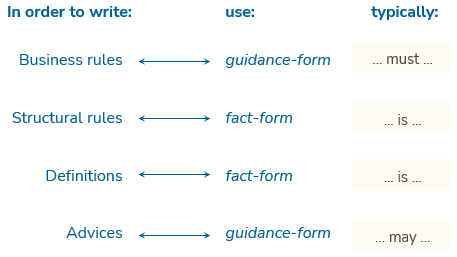 In order to write: use: typically:
Business rules guidance-form ... must ...
Structural rules fact-form ... is ...
Definitions fact-form ... is ...
Advices guidance-form ... may ...